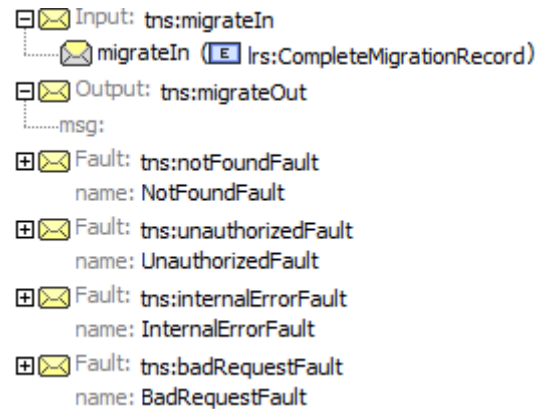 Input: tns:migrateIn
migrateIn (E lrs:CompleteMigrationRecord)
Output: tns:migrateOut
msg:
Fault: tns:notFoundFault
name: NotFoundFault
Fault: tns:unauthorizedFault
name: UnauthorizedFault
Fault: tns:internalErrorFault
name: InternalErrorFault
Fault: tns:badRequestFault
name: BadRequestFault